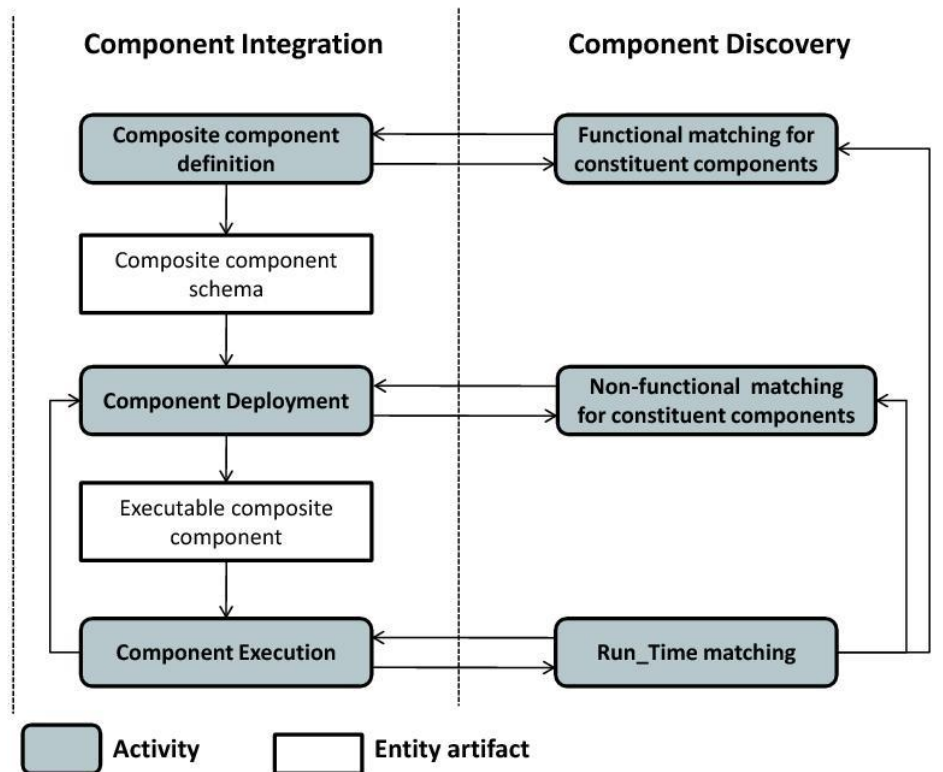 Component Integration
Component Discovery
Composite component
definition
Functional matching for
constituent components
Composite component
schema
Component Deployment
Non-functional matching
for constituent components
Executable composite
component
Component Execution
Run_Time matching
Activity
Entity artifact